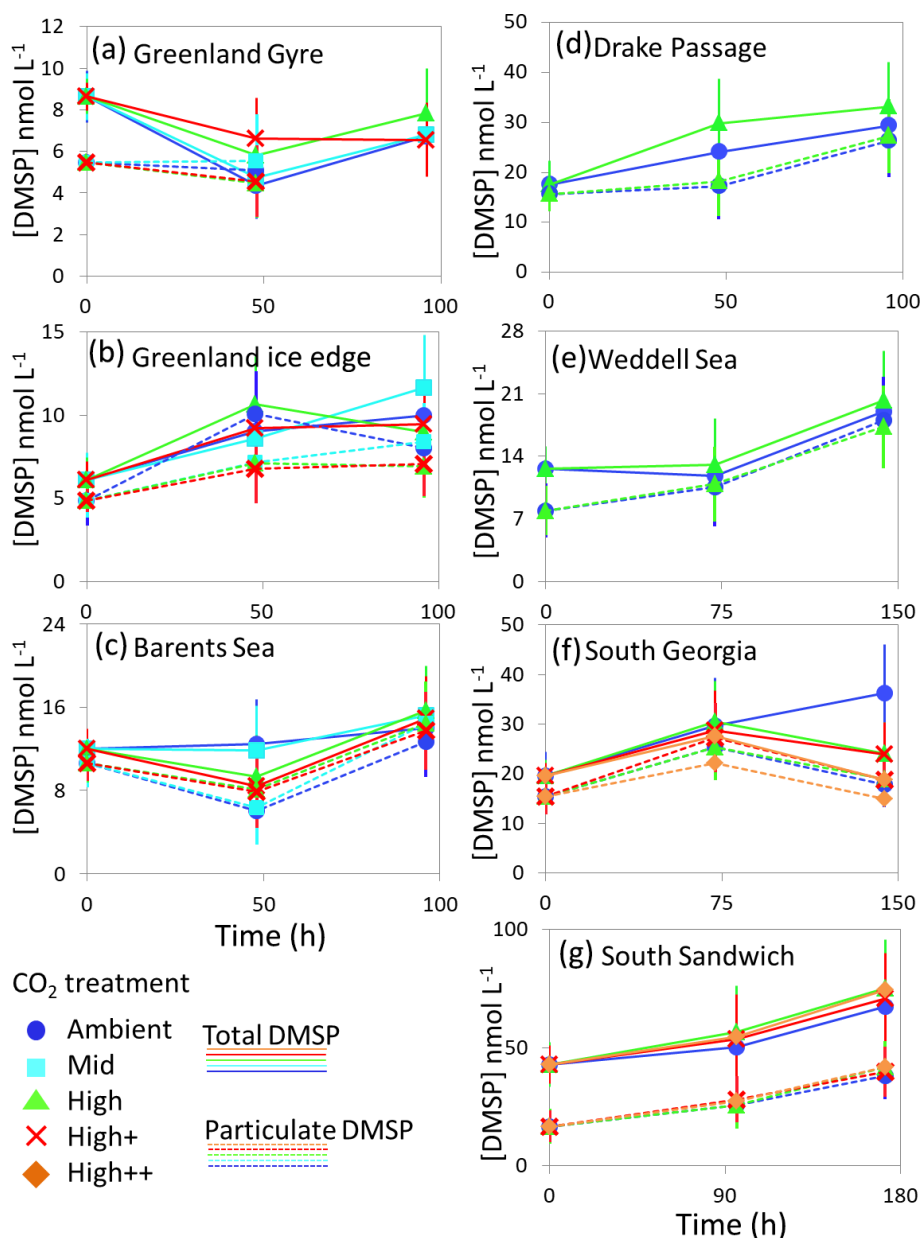 (a) Greenland Gyre
[DMSP] nmol L⁻¹
12
10
8
6
4
2
0
0 50 100
(b) Greenland ice edge
[DMSP] nmol L⁻¹
15
10
5
0
0 50 100
(c) Barents Sea
[DMSP] nmol L⁻¹
24
16
8
0
0 50 100
Time (h)
CO₂ treatment
Ambient
Mid
High
High+
High++
Total DMSP
Particulate DMSP
(d) Drake Passage
[DMSP] nmol L⁻¹
50
40
30
20
10
0
0 50 100
(e) Weddell Sea
[DMSP] nmol L⁻¹
28
21
14
7
0
0 75 150
(f) South Georgia
[DMSP] nmol L⁻¹
50
40
30
20
10
0
0 75 150
(g) South Sandwich
[DMSP] nmol L⁻¹
100
50
0
0 90 180
Time (h)